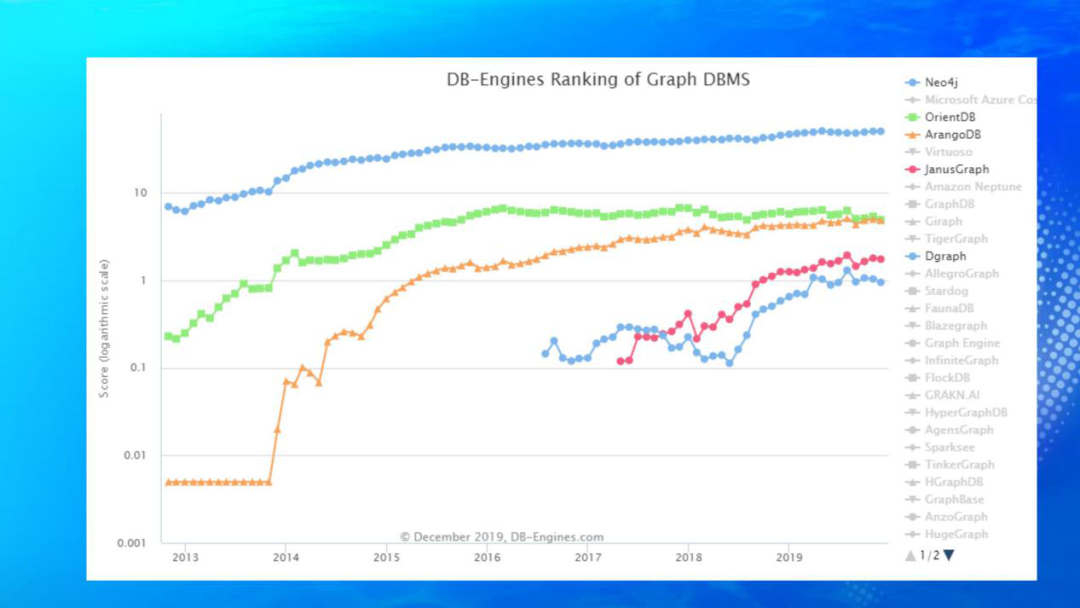 DB-Engines Ranking of Graph DBMS
Score (logarithmic scale)
10
1
0.1
0.01
0.001
2013
2014
2015
2016
2017
2018
2019
© December 2019, DB-Engines.com
Neo4j
Microsoft Azure Cos
OrientDB
ArangoDB
Virtuoso
JanusGraph
Amazon Neptune
GraphDB
Giraph
TigerGraph
Dgraph
AllegroGraph
Stardog
FaunaDB
Blazegraph
Graph Engine
InfiniteGraph
FlockDB
GRAKN.AI
HyperGraphDB
AgensGraph
Sparksee
TinkerGraph
HGraphDB
GraphBase
AnzoGraph
HugeGraph
1/2